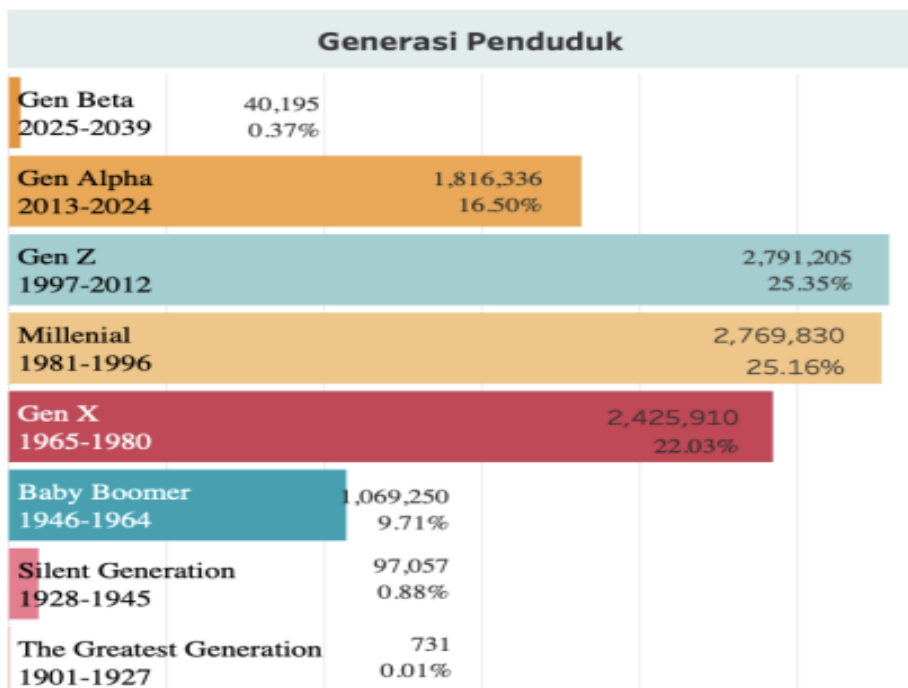 Generasi Penduduk
Gen Beta
2025-2039
40,195
0.37%
Gen Alpha
2013-2024
1,816,336
16.50%
Gen Z
1997-2012
2,791,205
25.35%
Millenial
1981-1996
2,769,830
25.16%
Gen X
1965-1980
2,425,910
22.03%
Baby Boomer
1946-1964
1,069,250
9.71%
Silent Generation
1928-1945
97,057
0.88%
The Greatest Generation
1901-1927
731
0.01%